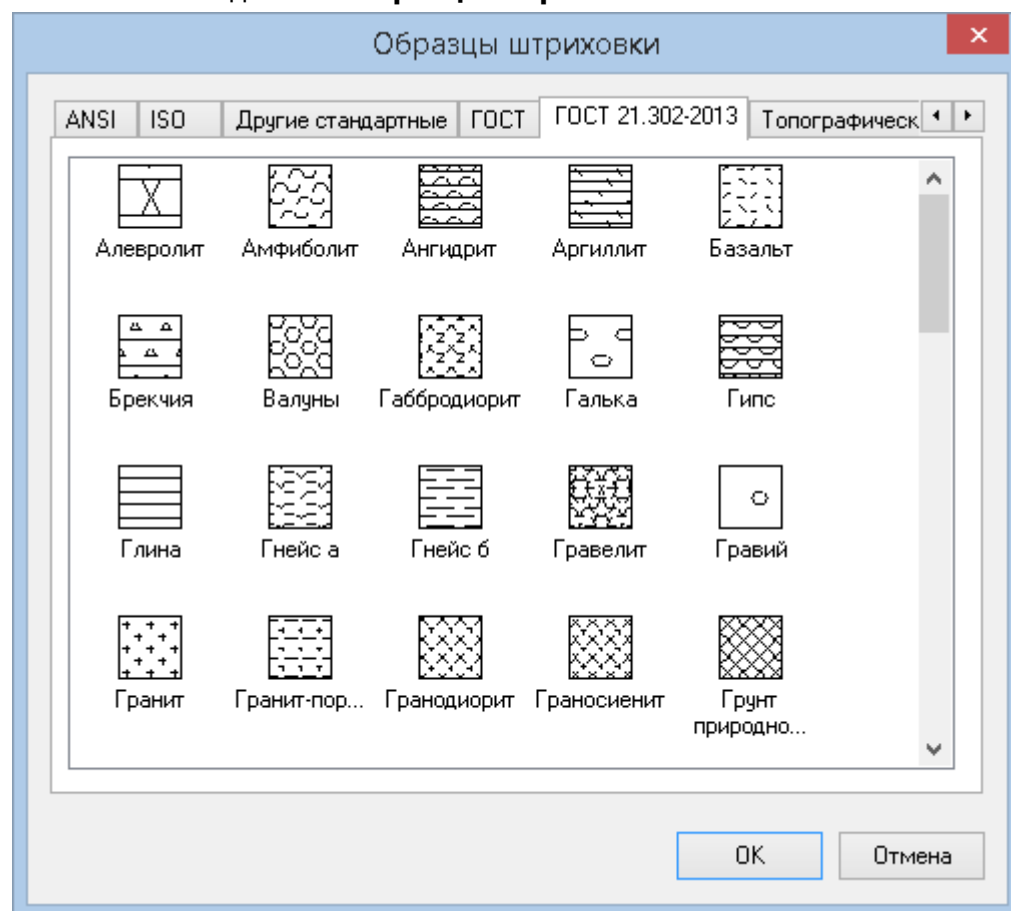 Образцы штриховки
ANSI ISO Другие стандартные ГОСТ ГОСТ 21.302-2013 Топографическ
Алевролит Амфиболит Ангидрит Аргиллит Базальт
Брекчия Валуны Габбродиорит Галька Гипс
Глина Гнейс а Гнейс б Гравелит Гравий
Гранит Гранит-пор... Гранодиорит Граносиенит Грунт
природно...
OK Отмена